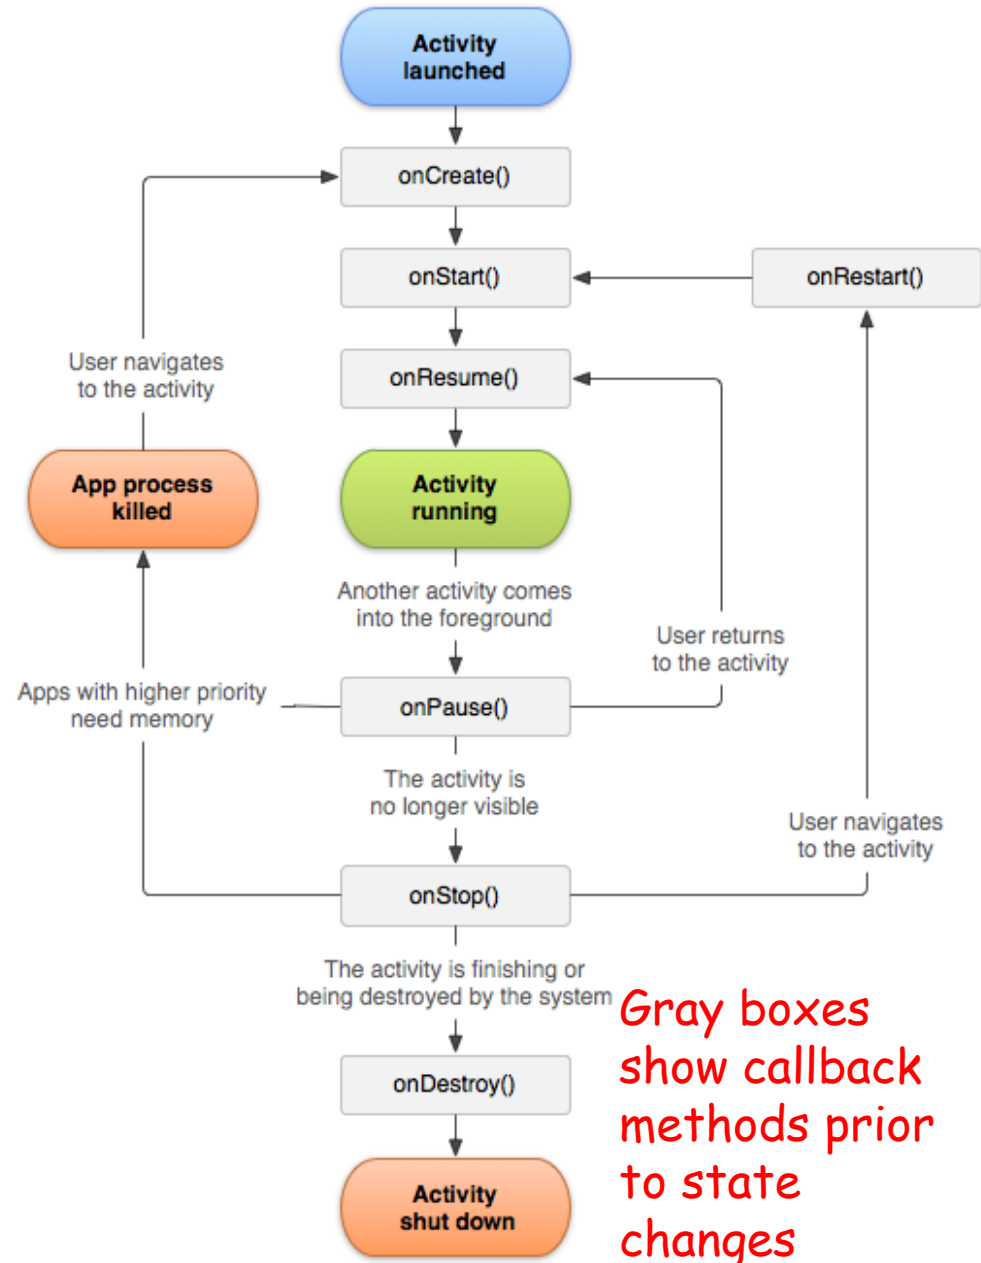 Activity
launched
onCreate()
onStart()
onRestart()
User navigates
to the activity
onResume()
App process
killed
Activity
running
Another activity comes
into the foreground
User returns
to the activity
Apps with higher priority
need memory
onPause()
The activity is
no longer visible
User navigates
to the activity
onStop()
The activity is finishing or
being destroyed by the system
onDestroy()
Activity
shut down
Gray boxes
show callback
methods prior
to state
changes